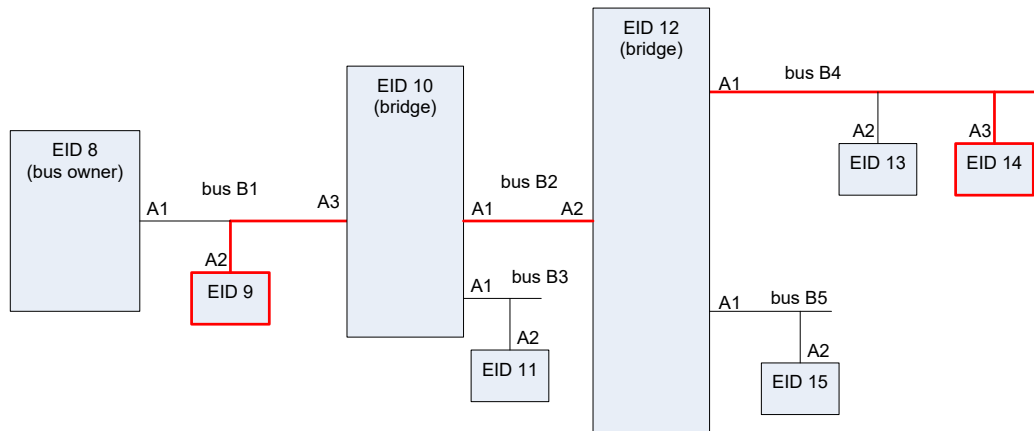 EID 12
(bridge)
A1
bus B4
EID 10
(bridge)
EID 8
(bus owner)
A2
A3
EID 13
EID 14
bus B1
bus B2
A1
A3
A1
A2
A2
EID 9
A1
bus B3
A1
bus B5
A2
EID 11
A2
EID 15